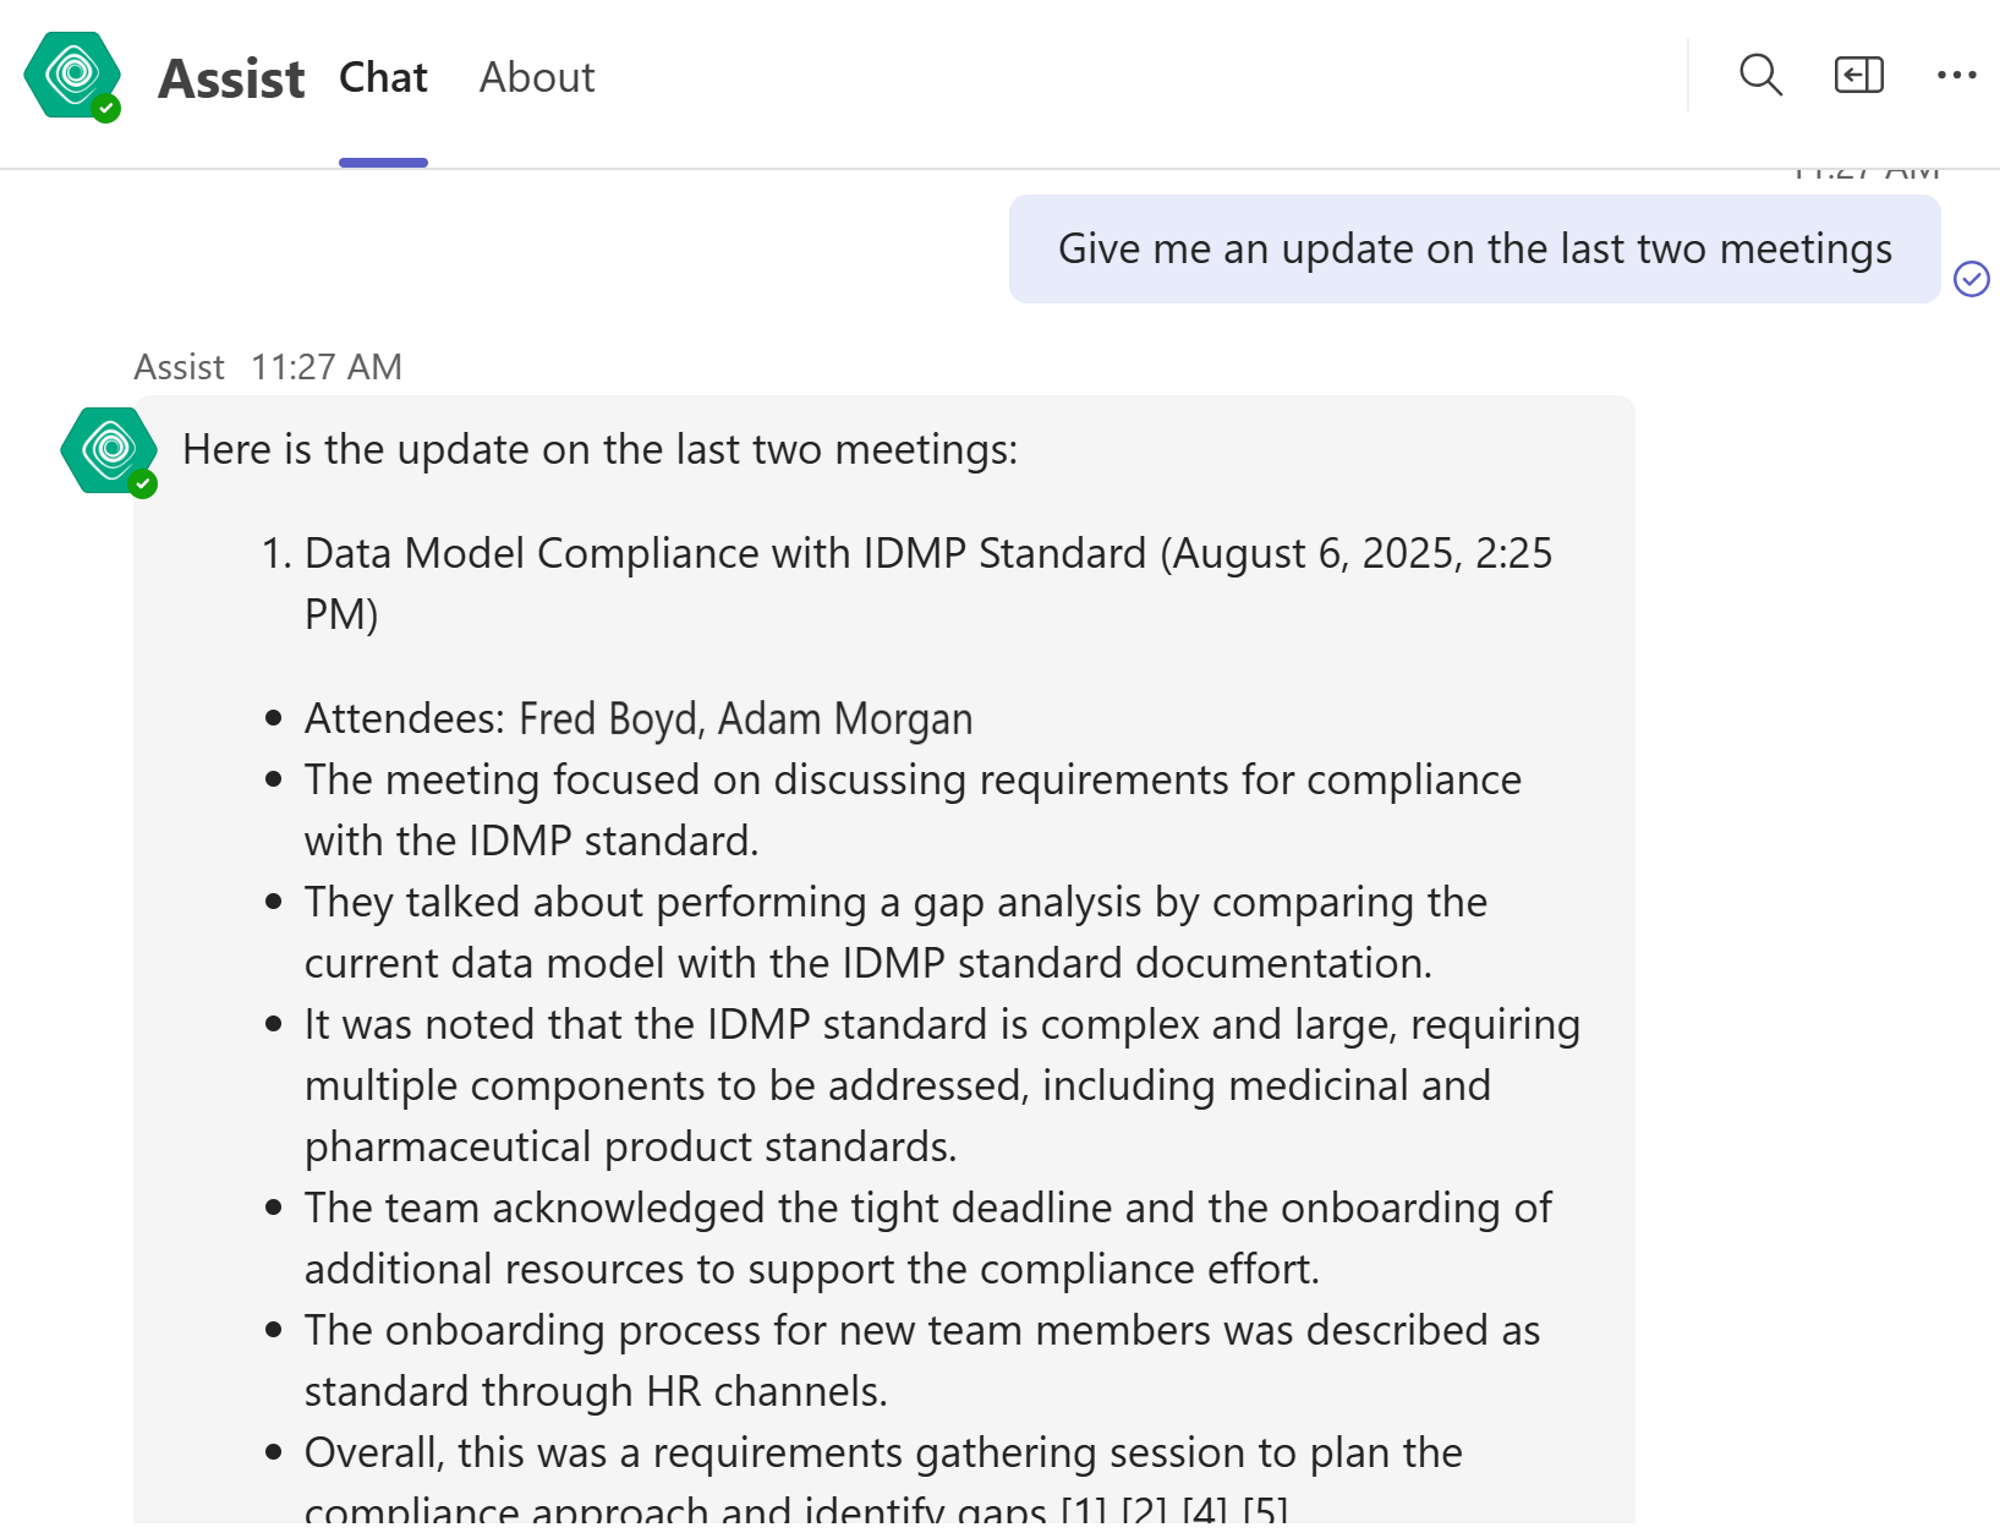 Assist Chat About
11:27 AM
Give me an update on the last two meetings
Assist 11:27 AM
Here is the update on the last two meetings:
1. Data Model Compliance with IDMP Standard (August 6, 2025, 2:25
PM)
• Attendees: Fred Boyd, Adam Morgan
• The meeting focused on discussing requirements for compliance
with the IDMP standard.
• They talked about performing a gap analysis by comparing the
current data model with the IDMP standard documentation.
• It was noted that the IDMP standard is complex and large, requiring
multiple components to be addressed, including medicinal and
pharmaceutical product standards.
• The team acknowledged the tight deadline and the onboarding of
additional resources to support the compliance effort.
• The onboarding process for new team members was described as
standard through HR channels.
• Overall, this was a requirements gathering session to plan the
compliance approach and identify gaps [1] [2] [4] [5]